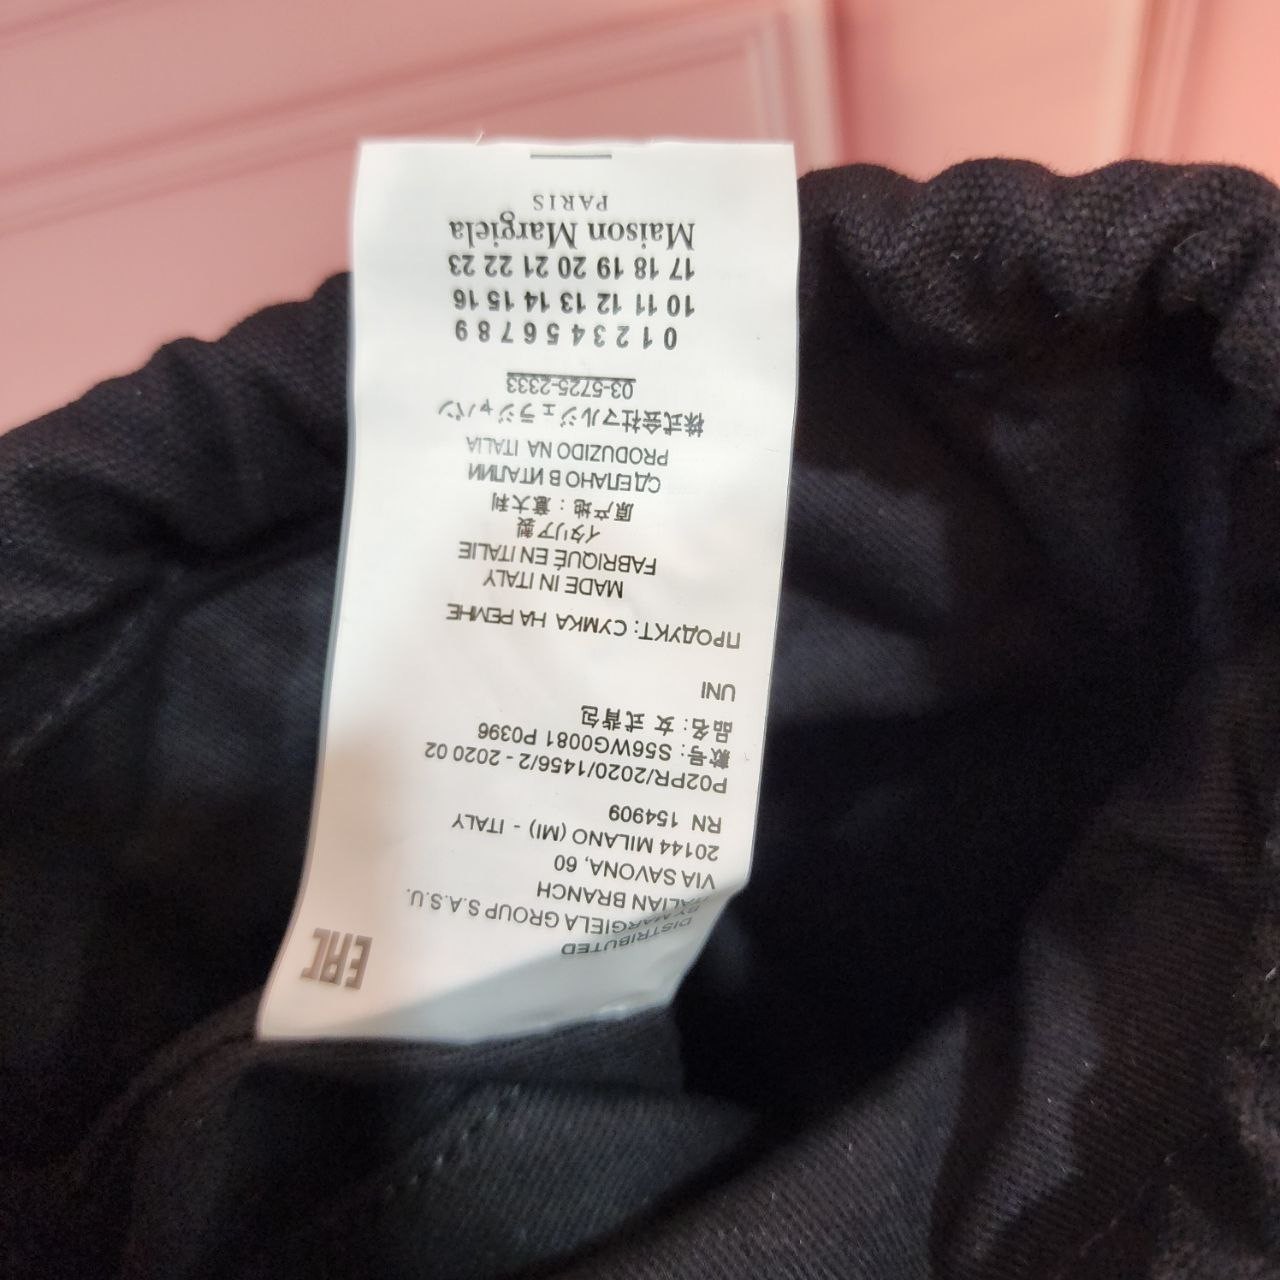 Maison Margiela
PARIS
0 1 2 3 4 5 6 7 8 9
10 11 12 13 14 15 16
17 18 19 20 21 22 23
03-5725-2333
株式会社マルジェラジャパン
PRODUZIDO NA ITALIA
СДЕЛАНО В ИТАЛИИ
原产地：意大利
イタリア製
FABRIQUÉ EN ITALIE
MADE IN ITALY
ПРОДУКТ: СУМКА НА РЕМНЕ
UNI
品名: 女式背包
款号: S56WG0081 P0396
P02PR/2020/1456/2 - 2020 02
RN 154909
20144 MILANO (MI) - ITALY
VIA SAVONA, 60
ITALIAN BRANCH
BY MARGIELA GROUP S.A.S.U.
DISTRIBUTED
EAC